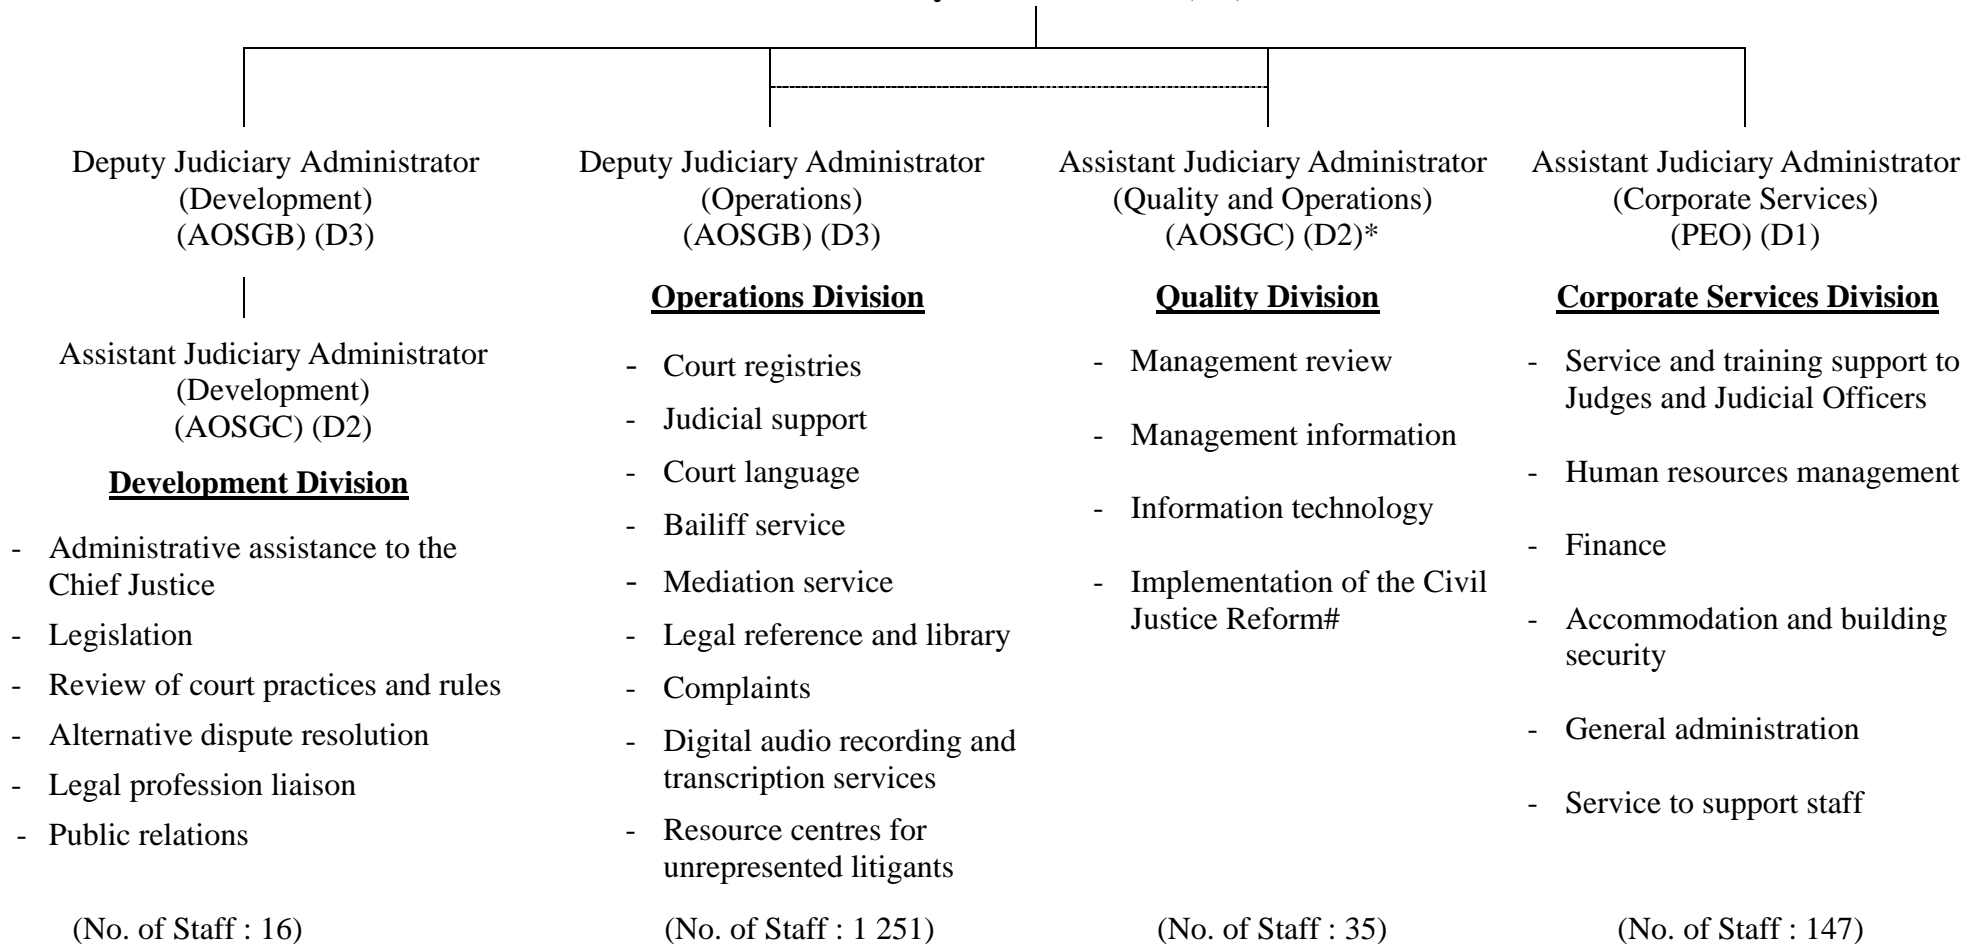 Deputy Judiciary Administrator
(Development)
(AOSGB) (D3)
Assistant Judiciary Administrator
(Development)
(AOSGC) (D2)
Development Division
- Administrative assistance to the
Chief Justice
- Legislation
- Review of court practices and rules
- Alternative dispute resolution
- Legal profession liaison
- Public relations
(No. of Staff : 16)
Deputy Judiciary Administrator
(Operations)
(AOSGB) (D3)
Operations Division
- Court registries
- Judicial support
- Court language
- Bailiff service
- Mediation service
- Legal reference and library
- Complaints
- Digital audio recording and
transcription services
- Resource centres for
unrepresented litigants
(No. of Staff : 1 251)
Assistant Judiciary Administrator
(Quality and Operations)
(AOSGC) (D2)*
Quality Division
- Management review
- Management information
- Information technology
- Implementation of the Civil
Justice Reform#
(No. of Staff : 35)
Assistant Judiciary Administrator
(Corporate Services)
(PEO) (D1)
Corporate Services Division
- Service and training support to
Judges and Judicial Officers
- Human resources management
- Finance
- Accommodation and building
security
- General administration
- Service to support staff
(No. of Staff : 147)